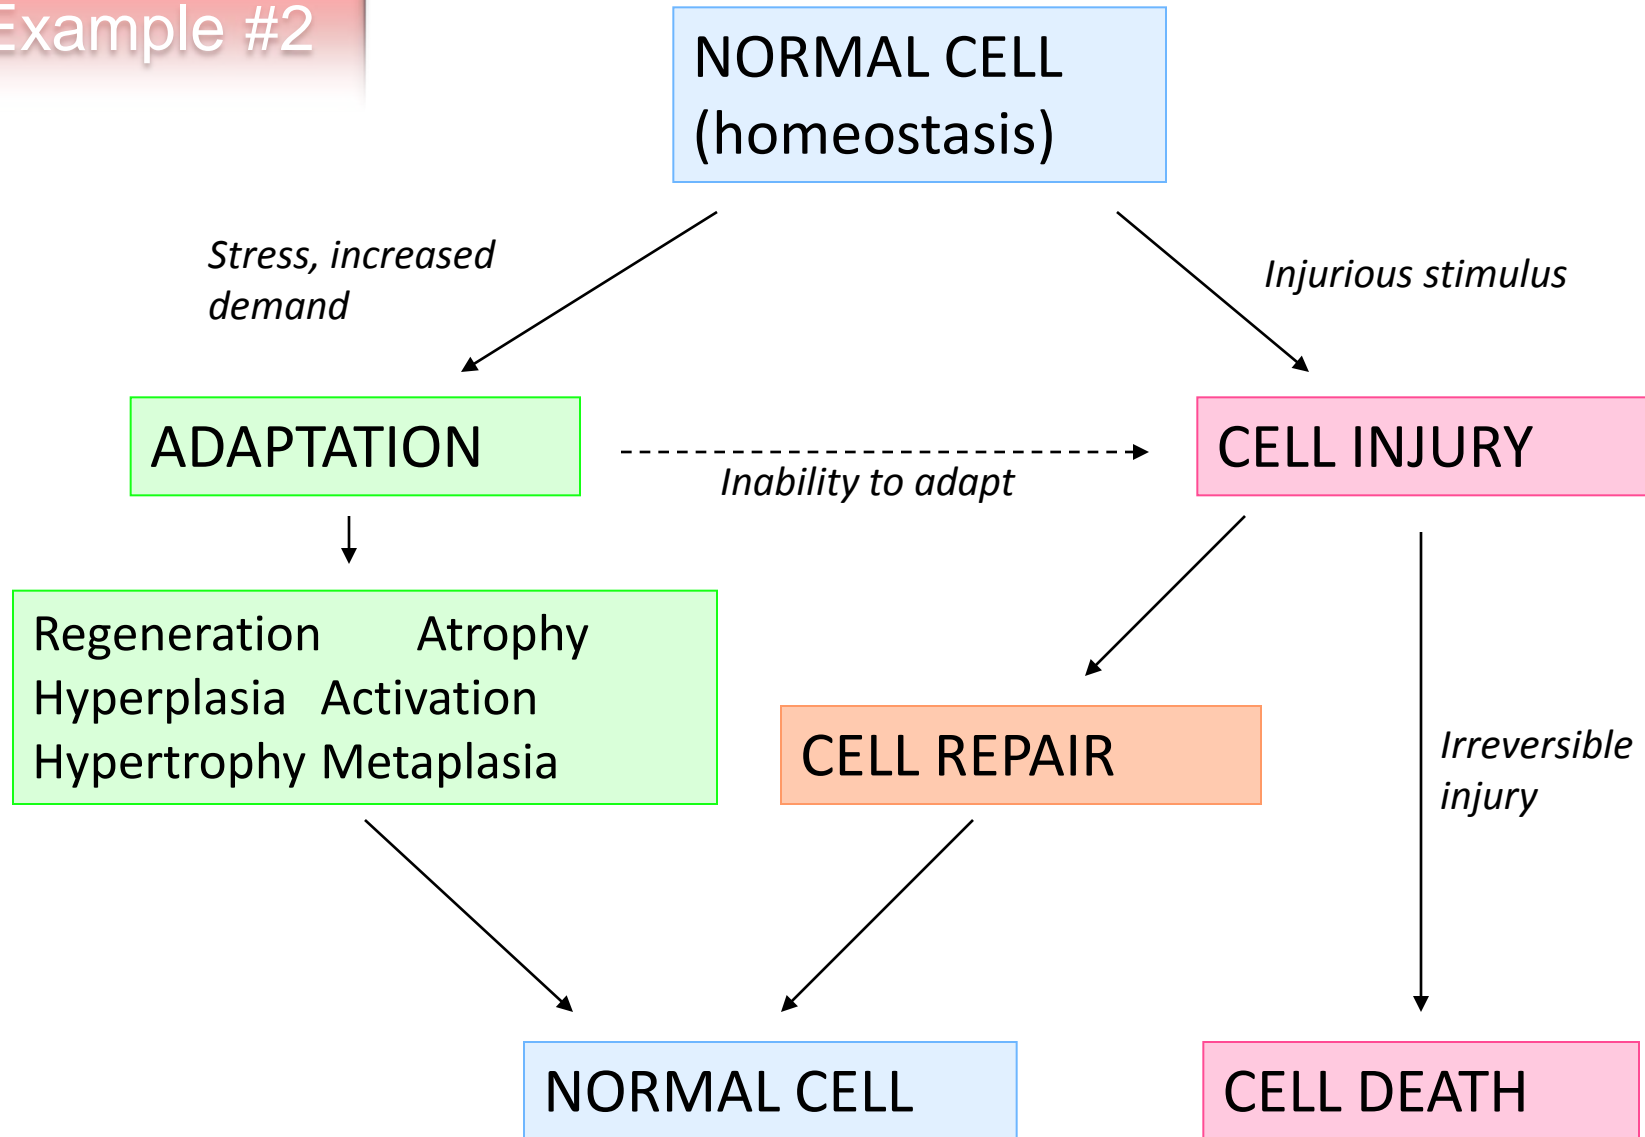 Example #2
NORMAL CELL
(homeostasis)
Stress, increased
demand
Injurious stimulus
ADAPTATION
Inability to adapt
CELL INJURY
Regeneration Atrophy
Hyperplasia Activation
Hypertrophy Metaplasia
CELL REPAIR
Irreversible
injury
NORMAL CELL
CELL DEATH